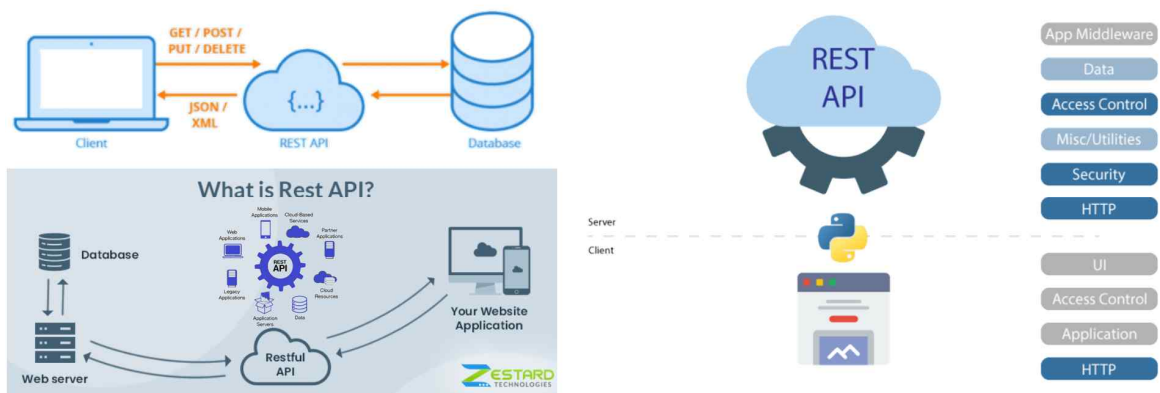 GET / POST /
PUT / DELETE
JSON /
XML
{...}
Client
REST API
Database
What is Rest API?
Mobile
Applications
Cloud-Based
Services
Web
Applications
Partner
Applications
REST
API
Legacy
Applications
Cloud
Resources
Application
Servers
Data
Database
Web server
Restful
API
Your Website
Application
ZESTARD
TECHNOLOGIES
REST
API
Server
Client
App Middleware
Data
Access Control
Misc/Utilities
Security
HTTP
UI
Access Control
Application
HTTP